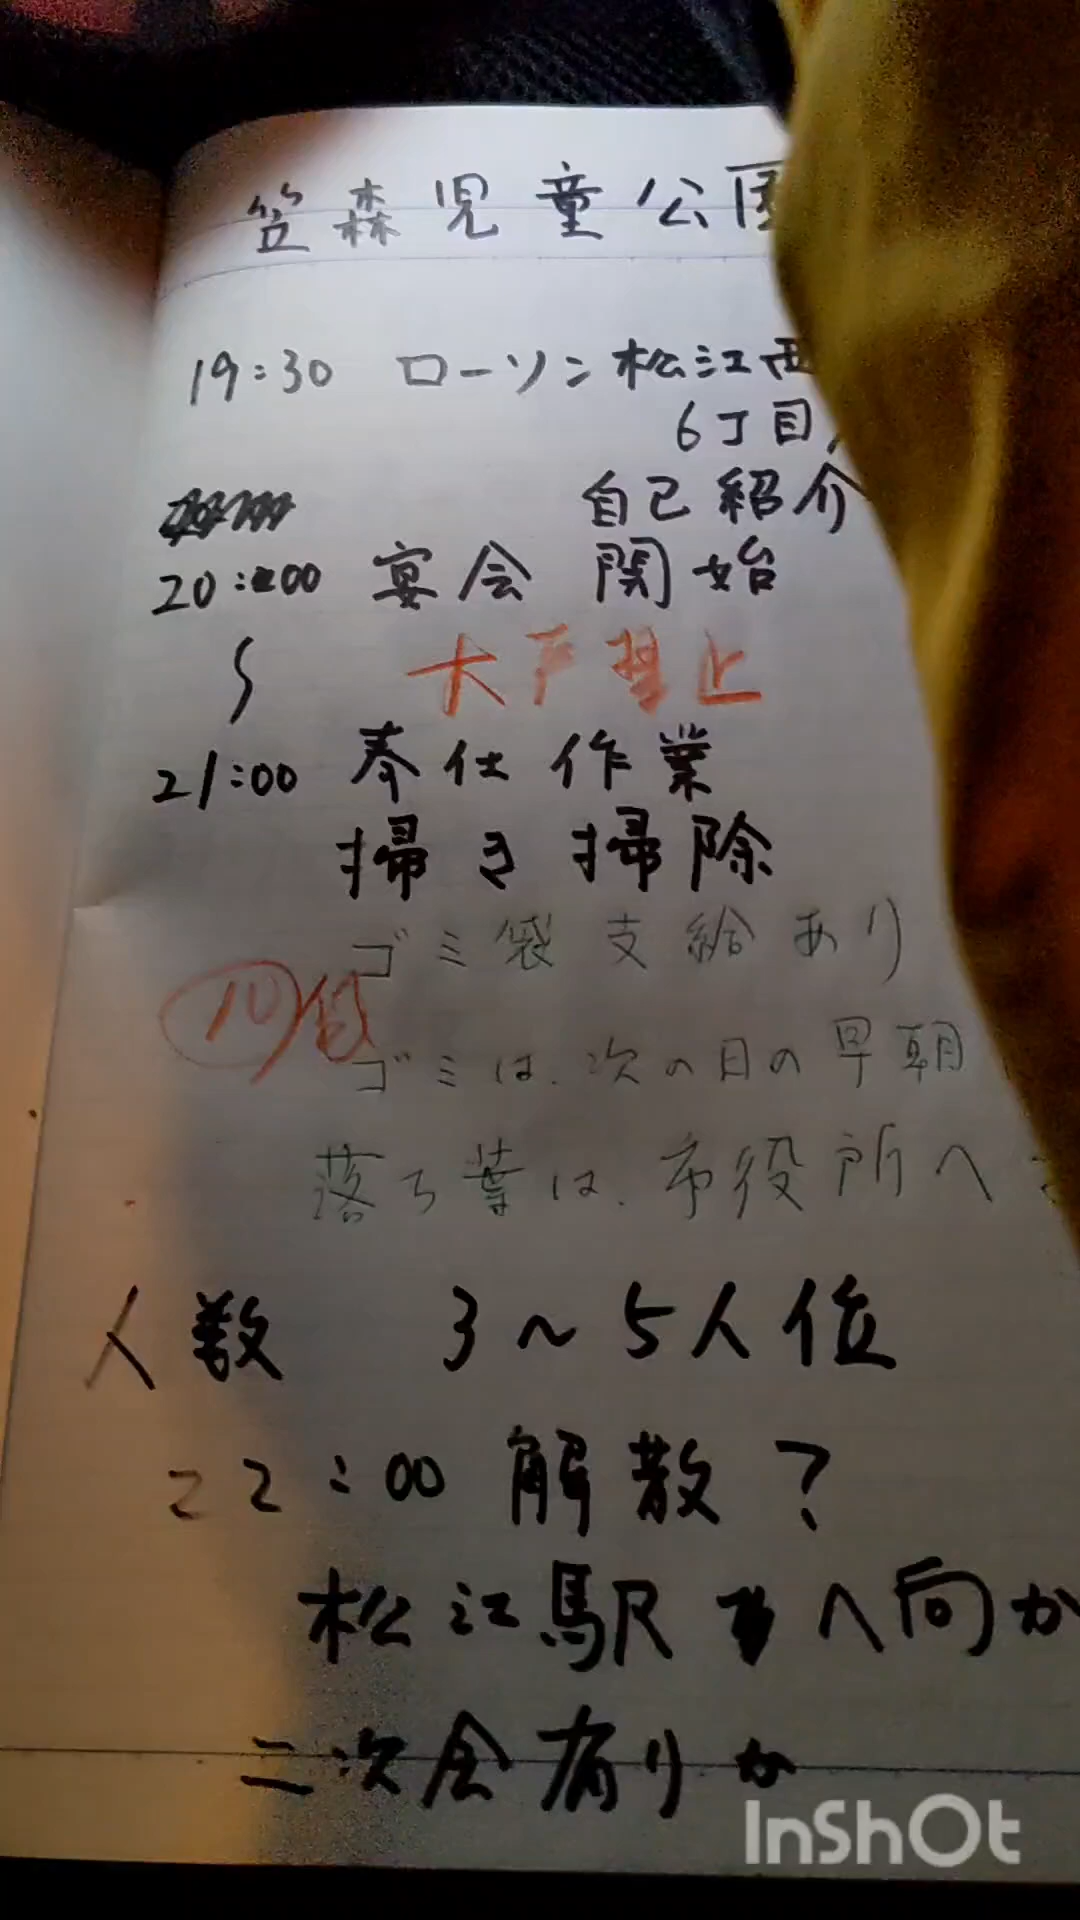 笠森児童公園
19:30 ローソン松江西
6丁目
自己紹介
20:00 宴会 開始
大声禁止
〜
21:00 奉仕作業
掃き掃除
ゴミ袋支給あり
ゴミは、次の日の早朝
落ち葉は、市役所へ
人数 3〜5人位
22:00 解散?
松江駅へ向か
二次会有りか
InShOt